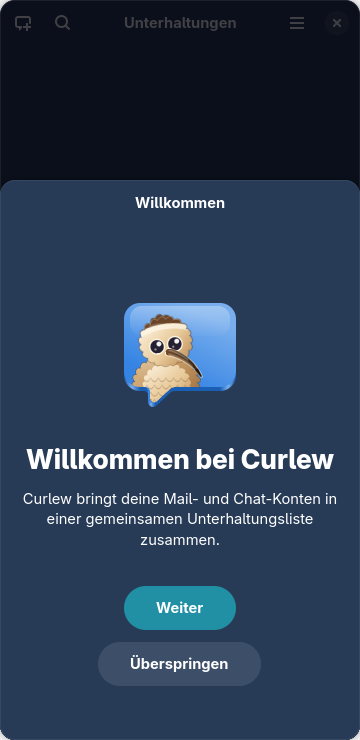 Unterhaltungen
Willkommen
Willkommen bei Curlew
Curlew bringt deine Mail- und Chat-Konten in
einer gemeinsamen Unterhaltungsliste
zusammen.
Weiter
Überspringen